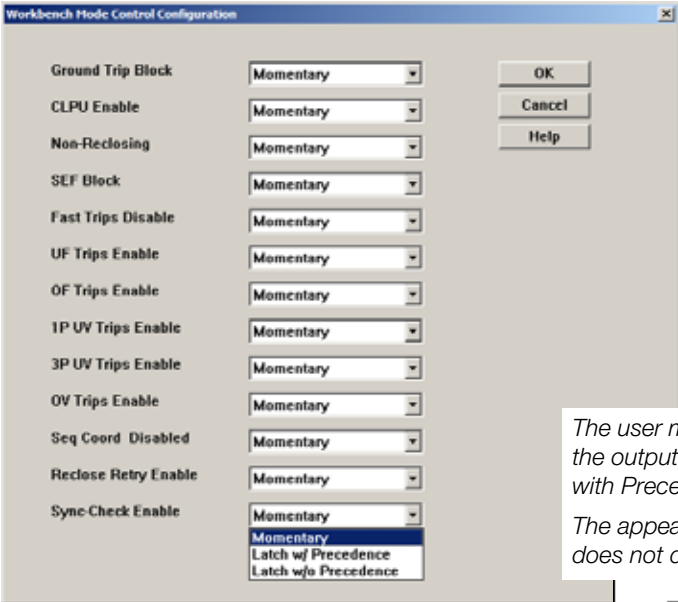 Workbench Mode Control Configuration
Ground Trip Block Momentary OK
CLPU Enable Momentary Cancel
Non-Reclosing Momentary Help
SEF Block Momentary
Fast Trips Disable Momentary
UF Trips Enable Momentary
OF Trips Enable Momentary
1P UV Trips Enable Momentary
3P UV Trips Enable Momentary
OV Trips Enable Momentary
Seq Coord Disabled Momentary
Reclose Retry Enable Momentary
Sync-Check Enable Momentary
Momentary
Latch w/ Precedence
Latch w/o Precedence
The user
the output
with
The
does not